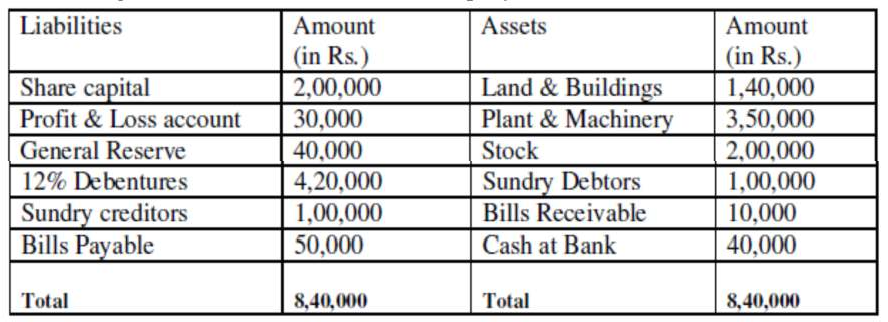 Liabilities Amount (in Rs.) Assets Amount (in Rs.)
Share capital 2,00,000 Land & Buildings 1,40,000
Profit & Loss account 30,000 Plant & Machinery 3,50,000
General Reserve 40,000 Stock 2,00,000
12% Debentures 4,20,000 Sundry Debtors 1,00,000
Sundry creditors 1,00,000 Bills Receivable 10,000
Bills Payable 50,000 Cash at Bank 40,000
Total 8,40,000 Total 8,40,000